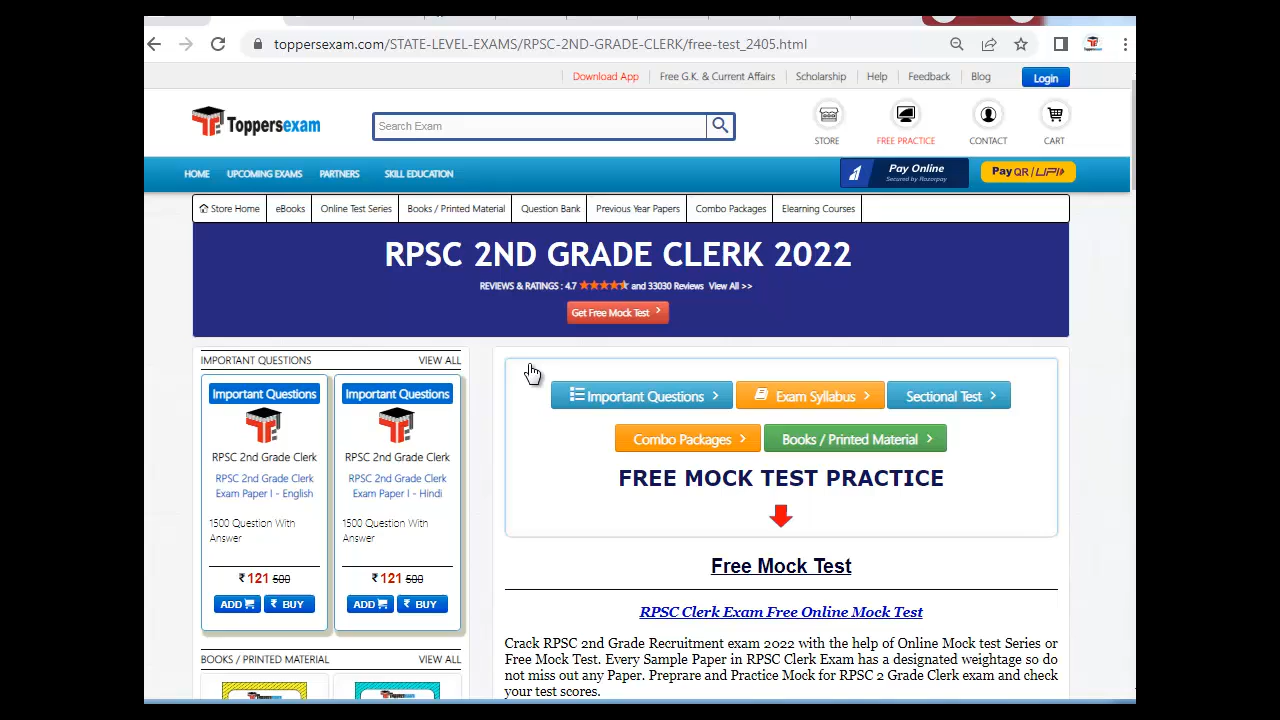 toppersexam.com/STATE-LEVEL-EXAMS/RPSC-2ND-GRADE-CLERK/free-test_2405.html
Download App Free G.K. & Current Affairs Scholarship Help Feedback Blog Login
Toppersexam
Search Exam
STORE FREE PRACTICE CONTACT CART
HOME UPCOMING EXAMS PARTNERS SKILL EDUCATION
Pay Online
Secured by Razorpay
Pay QR / UPI
Store Home eBooks Online Test Series Books / Printed Material Question Bank Previous Year Papers Combo Packages Elearning Courses
RPSC 2ND GRADE CLERK 2022
REVIEWS & RATINGS : 4.7 and 33030 Reviews View All >>
Get Free Mock Test
IMPORTANT QUESTIONS VIEW ALL
Important Questions
RPSC 2nd Grade Clerk
RPSC 2nd Grade Clerk
Exam Paper I - English
1500 Question With
Answer
₹ 121 500
ADD ₹ BUY
Important Questions
RPSC 2nd Grade Clerk
RPSC 2nd Grade Clerk
Exam Paper I - Hindi
1500 Question With
Answer
₹ 121 500
ADD ₹ BUY
BOOKS / PRINTED MATERIAL VIEW ALL
Important Questions Exam Syllabus Sectional Test
Combo Packages Books / Printed Material
FREE MOCK TEST PRACTICE
Free Mock Test
RPSC Clerk Exam Free Online Mock Test
Crack RPSC 2nd Grade Recruitment exam 2022 with the help of Online Mock test Series or
Free Mock Test. Every Sample Paper in RPSC Clerk Exam has a designated weightage so do
not miss out any Paper. Preprare and Practice Mock for RPSC 2 Grade Clerk exam and check
your test scores.